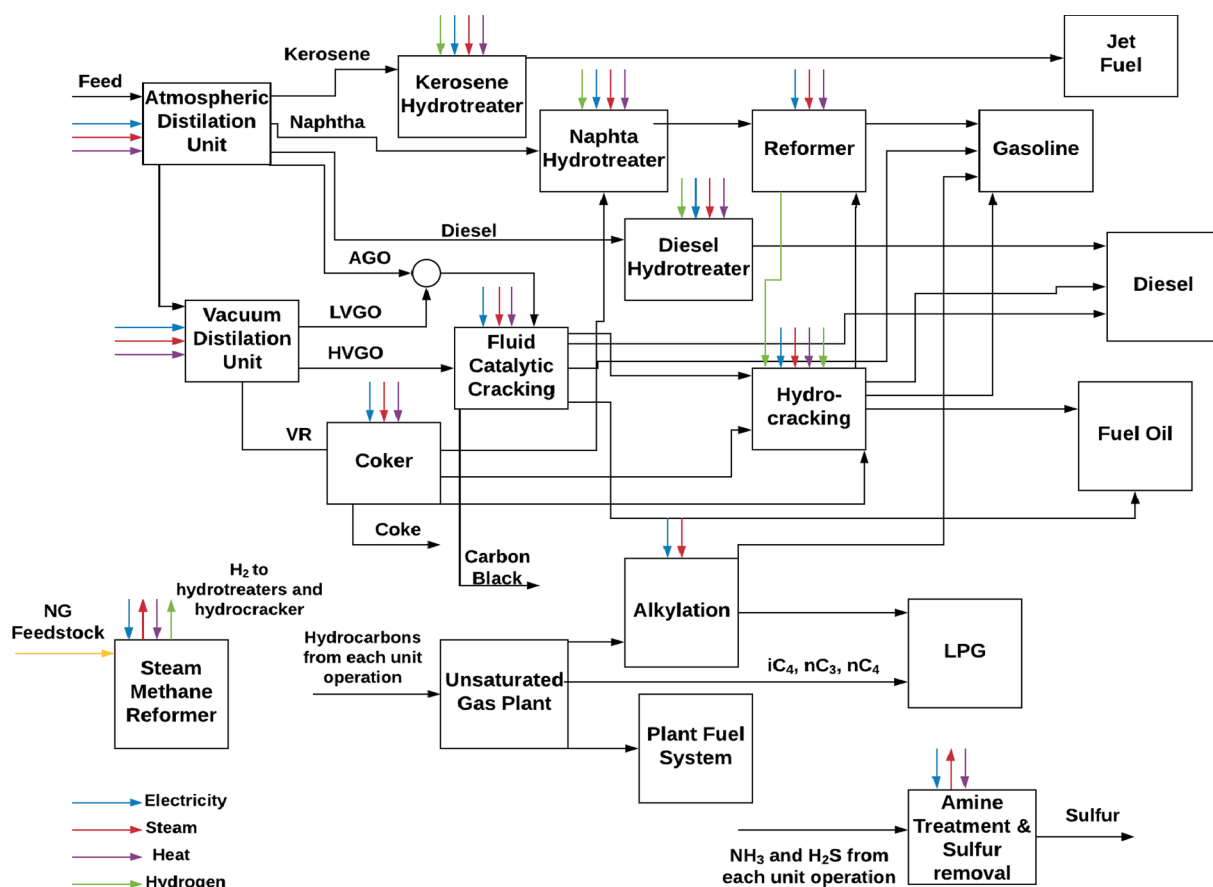 Jet
Fuel
Kerosene
Kerosene
Hydrotreater
Feed
Atmospheric
Distilation
Unit
Naphtha
Naphta
Hydrotreater
Reformer
Gasoline
Diesel
Diesel
Hydrotreater
AGO
Diesel
Vacuum
Distilation
Unit
LVGO
HVGO
Fluid
Catalytic
Cracking
Hydro-
cracking
Fuel Oil
VR
Coker
Coke
Carbon
Black
H₂ to
hydrotreaters and
hydrocracker
NG
Feedstock
Steam
Methane
Reformer
Hydrocarbons
from each unit
operation
Unsaturated
Gas Plant
Alkylation
iC₄, nC₃, nC₄
LPG
Plant Fuel
System
Amine
Treatment &
Sulfur
removal
Sulfur
NH₃ and H₂S from
each unit operation
Electricity
Steam
Heat
Hydrogen